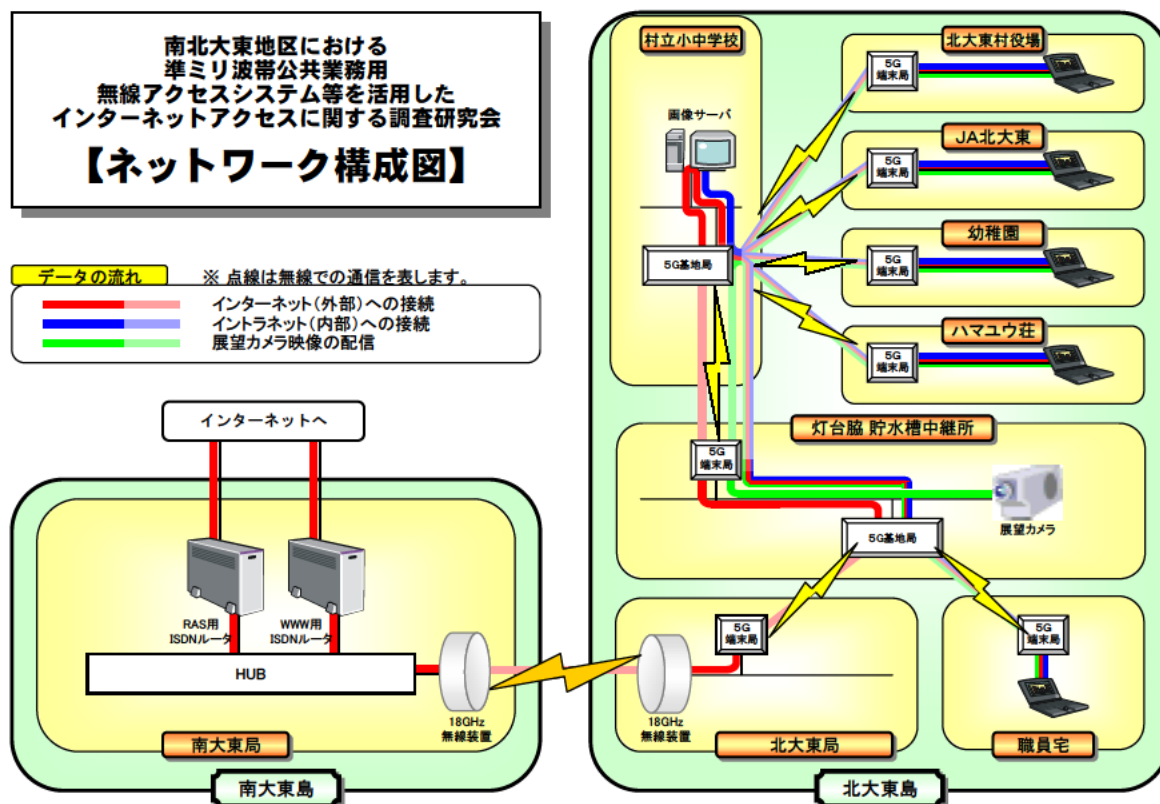 南北大東地区における
準ミリ波帯公共業務用
無線アクセスシステム等を活用した
インターネットアクセスに関する調査研究会
【ネットワーク構成図】
データの流れ
※ 点線は無線での通信を表します。
インターネット(外部)への接続
イントラネット(内部)への接続
展望カメラ映像の配信
インターネットへ
RAS用
ISDNルータ
WWW用
ISDNルータ
HUB
18GHz
無線装置
南大東局
南大東島
村立小中学校
画像サーバ
5G基地局
北大東村役場
5G
端末局
JA北大東
5G
端末局
幼稚園
5G
端末局
ハマユウ荘
5G
端末局
灯台脇 貯水槽中継所
5G
端末局
展望カメラ
5G基地局
5G
端末局
18GHz
無線装置
北大東局
5G
端末局
職員宅
北大東島